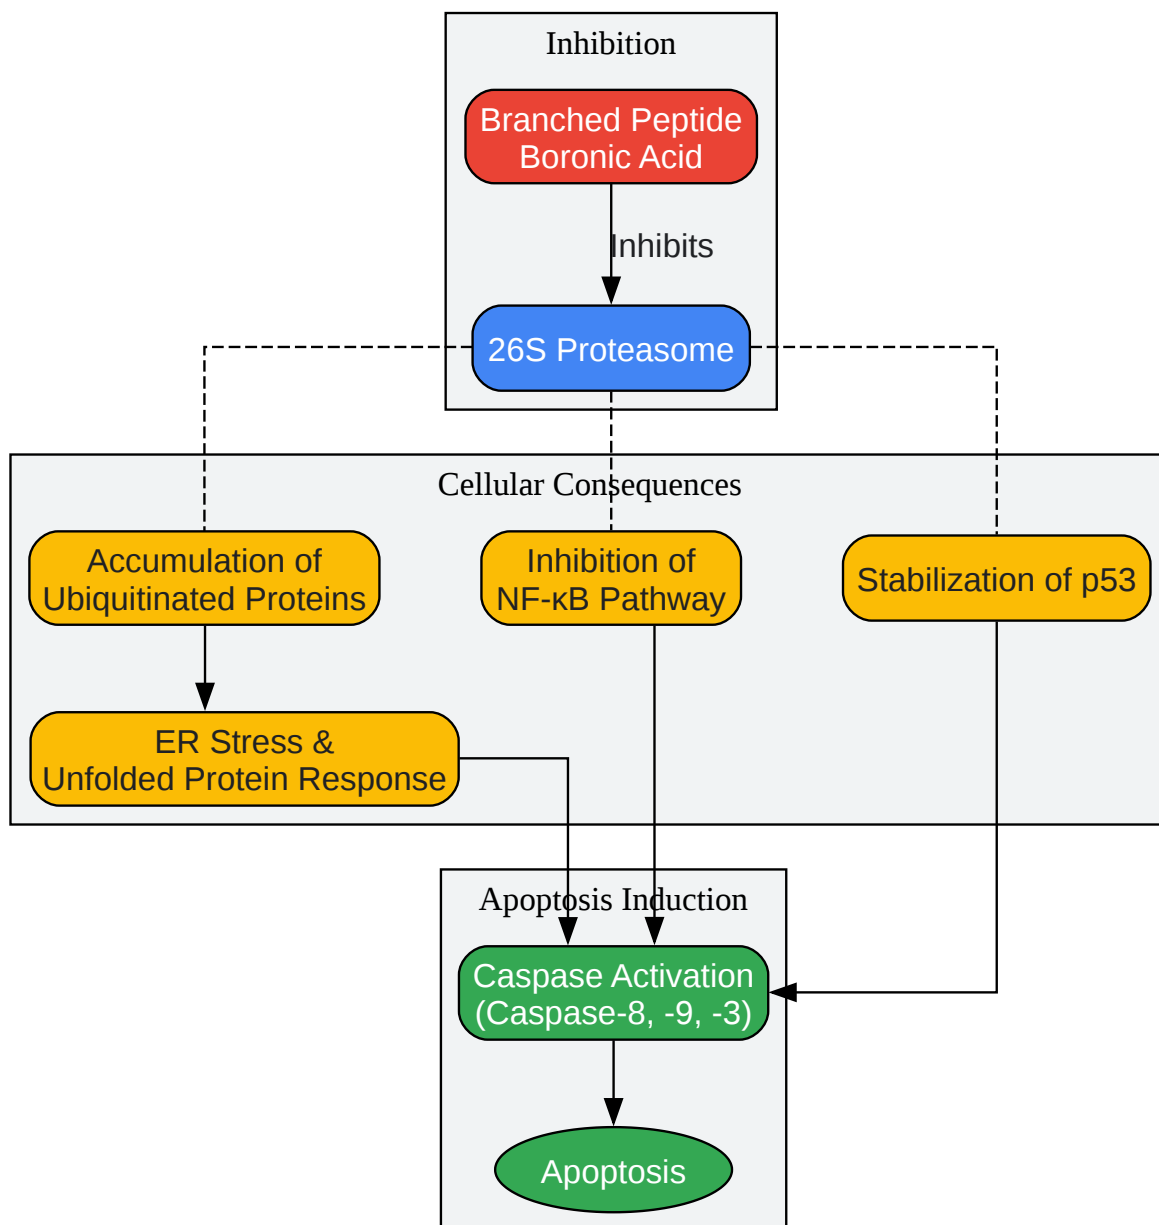 Inhibition
Branched Peptide
Boronic Acid
Inhibits
26S Proteasome
Cellular Consequences
Accumulation of
Ubiquitinated Proteins
Inhibition of
NF-κB Pathway
Stabilization of p53
ER Stress &
Unfolded Protein Response
Apoptosis Induction
Caspase Activation
(Caspase-8, -9, -3)
Apoptosis